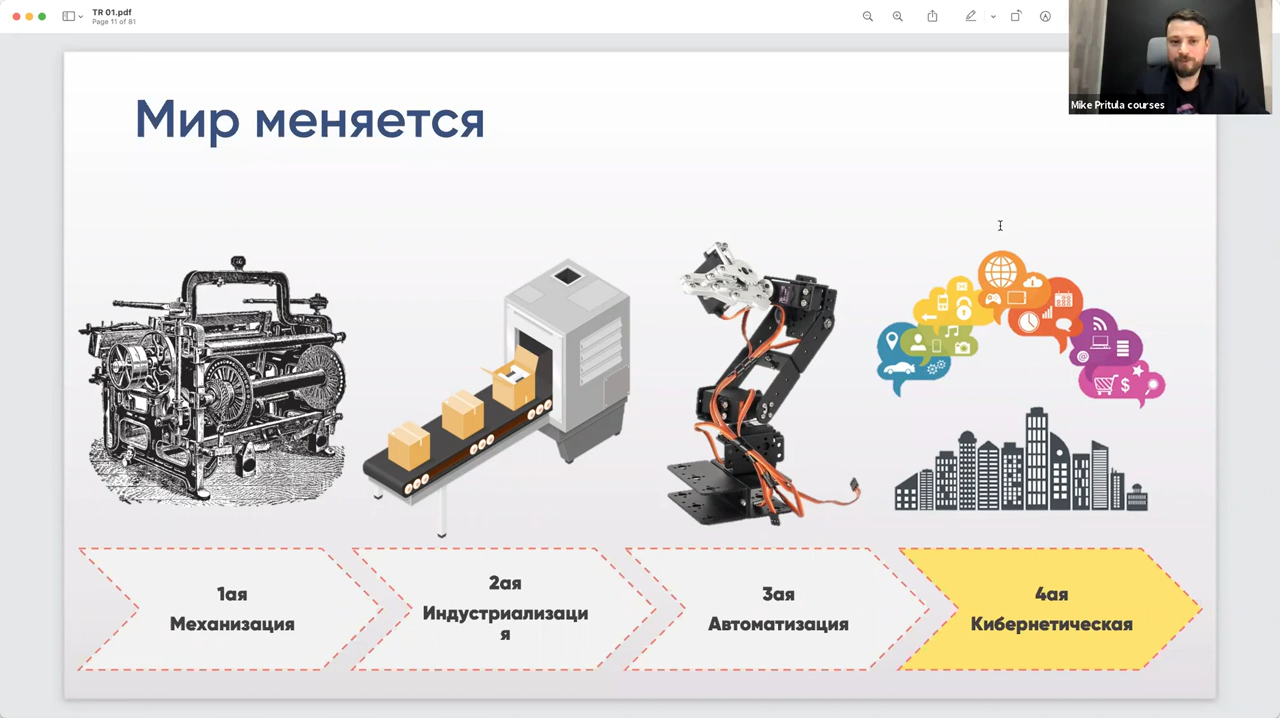 TR 01.pdf
Page 11 of 81
Mike Pritula courses
Мир меняется
1ая
Механизация
2ая
Индустриализаци
я
3ая
Автоматизация
4ая
Кибернетическая